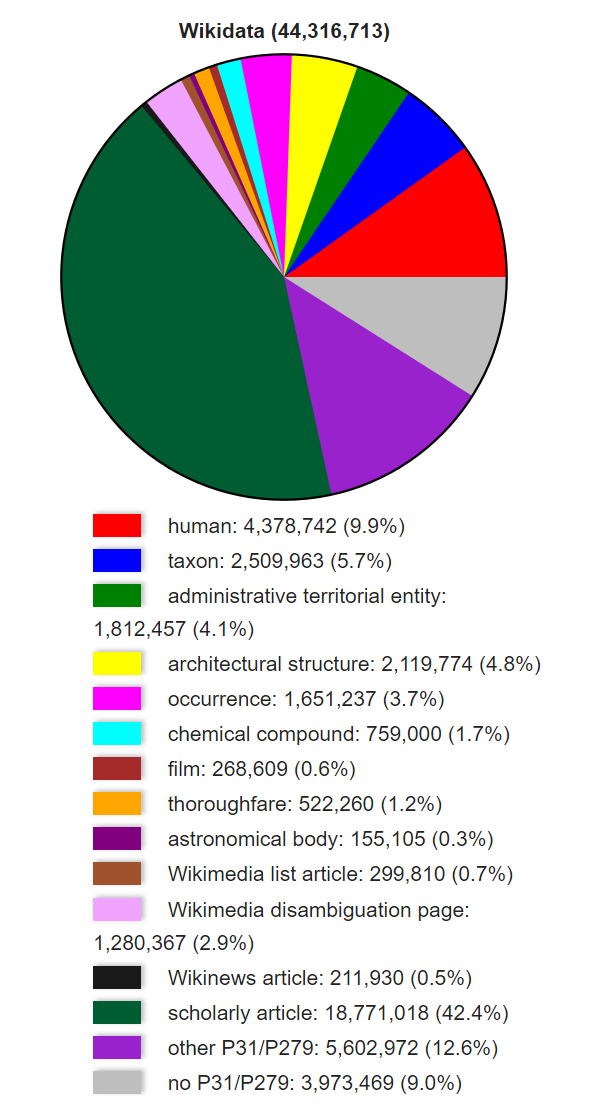 Wikidata (44,316,713)
human: 4,378,742 (9.9%)
taxon: 2,509,963 (5.7%)
administrative territorial entity:
1,812,457 (4.1%)
architectural structure: 2,119,774 (4.8%)
occurrence: 1,651,237 (3.7%)
chemical compound: 759,000 (1.7%)
film: 268,609 (0.6%)
thoroughfare: 522,260 (1.2%)
astronomical body: 155,105 (0.3%)
Wikimedia list article: 299,810 (0.7%)
Wikimedia disambiguation page:
1,280,367 (2.9%)
Wikinews article: 211,930 (0.5%)
scholarly article: 18,771,018 (42.4%)
other P31/P279: 5,602,972 (12.6%)
no P31/P279: 3,973,469 (9.0%)